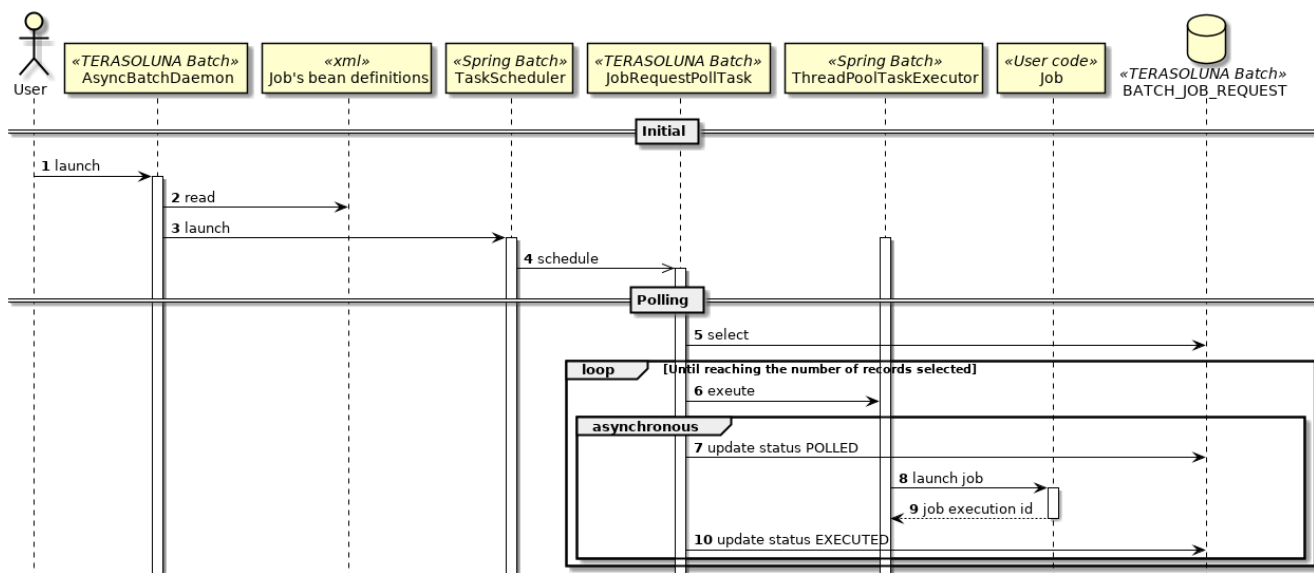 User
«TERASOLUNA Batch»
AsyncBatchDaemon
«xml»
Job's bean definitions
«Spring Batch»
TaskScheduler
«TERASOLUNA Batch»
JobRequestPollTask
«Spring Batch»
ThreadPoolTaskExecutor
«User code»
Job
«TERASOLUNA Batch»
BATCH_JOB_REQUEST
Initial
1 launch
2 read
3 launch
4 schedule
Polling
5 select
loop [Until reaching the number of records selected]
6 exeute
asynchronous
7 update status POLLED
8 launch job
9 job execution id
10 update status EXECUTED